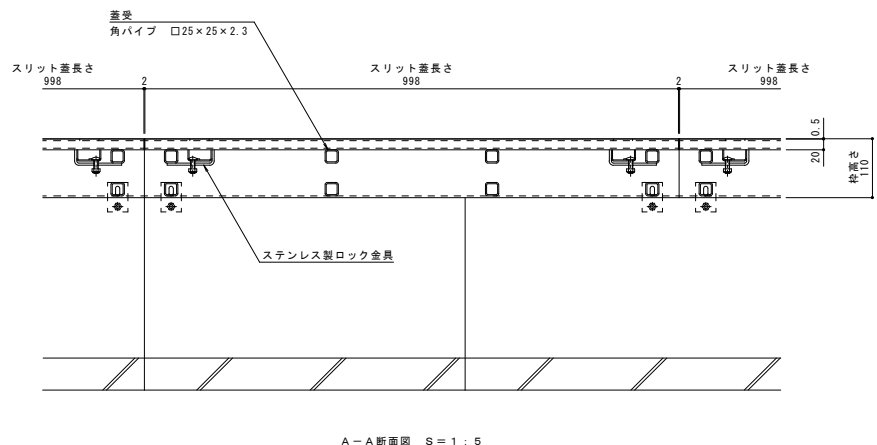 蓋受
角パイプ □25×25×2.3
スリット蓋長さ
998
2
スリット蓋長さ
998
2
スリット蓋長さ
998
0.5
20
枠高さ
110
ステンレス製ロック金具
A－A断面図 S＝1：5